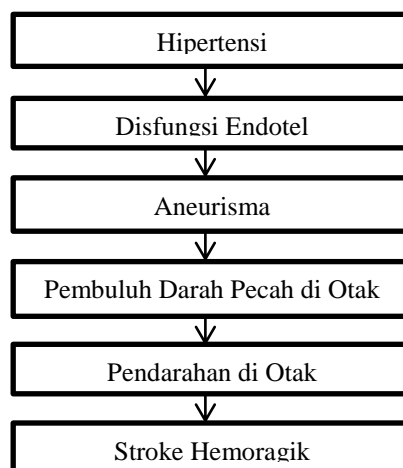 Hipertensi
Disfungsi Endotel
Aneurisma
Pembuluh Darah Pecah di Otak
Pendarahan di Otak
Stroke Hemoragik